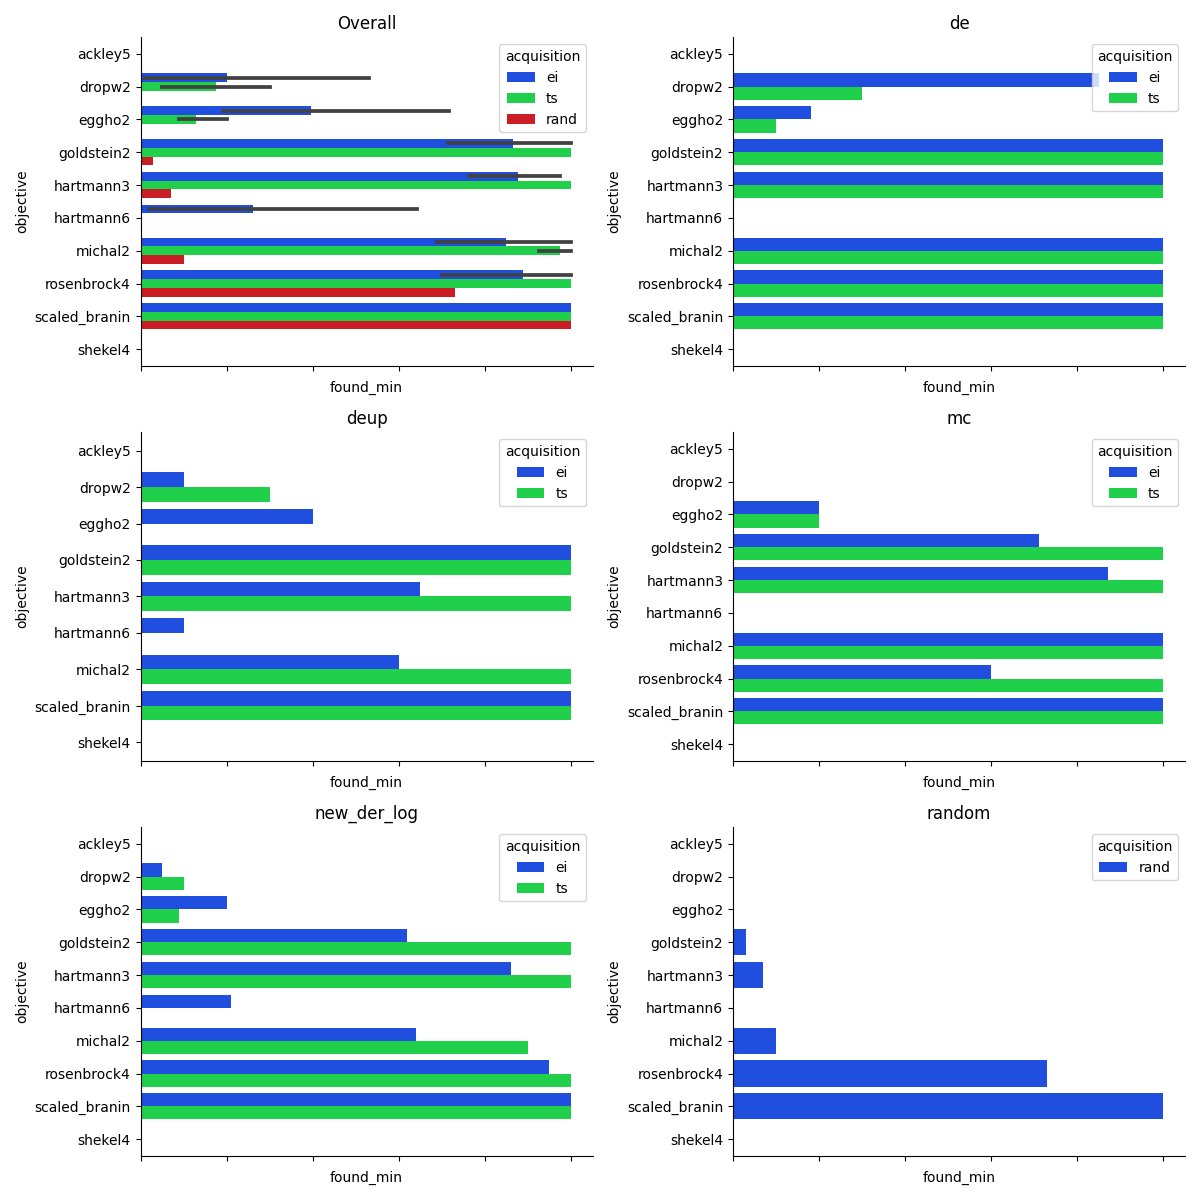 Overall
objective
ackley5
dropw2
eggho2
goldstein2
hartmann3
hartmann6
michal2
rosenbrock4
scaled_branin
shekel4
found_min
acquisition
ei
ts
rand
de
objective
ackley5
dropw2
eggho2
goldstein2
hartmann3
hartmann6
michal2
rosenbrock4
scaled_branin
shekel4
found_min
acquisition
ei
ts
deup
objective
ackley5
dropw2
eggho2
goldstein2
hartmann3
hartmann6
michal2
scaled_branin
shekel4
found_min
acquisition
ei
ts
mc
objective
ackley5
dropw2
eggho2
goldstein2
hartmann3
hartmann6
michal2
rosenbrock4
scaled_branin
shekel4
found_min
acquisition
ei
ts
new_der_log
objective
ackley5
dropw2
eggho2
goldstein2
hartmann3
hartmann6
michal2
rosenbrock4
scaled_branin
shekel4
found_min
acquisition
ei
ts
random
objective
ackley5
dropw2
eggho2
goldstein2
hartmann3
hartmann6
michal2
rosenbrock4
scaled_branin
shekel4
found_min
acquisition
rand